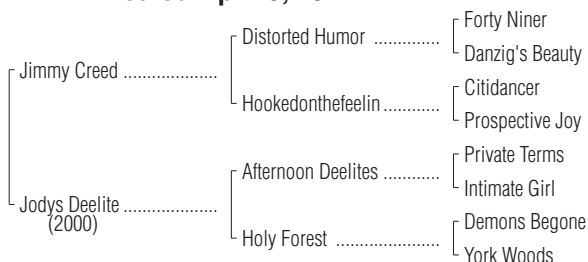 Forty Niner
Distorted Humor ..............
Danzig's Beauty
Jimmy Creed ...................
Citidancer
Hookedonthefeelin............
Prospective Joy
Private Terms
Afternoon Deelites ............
Intimate Girl
Jodys Deelite ...................
(2000)
Demons Begone
Holy Forest .....................
York Woods